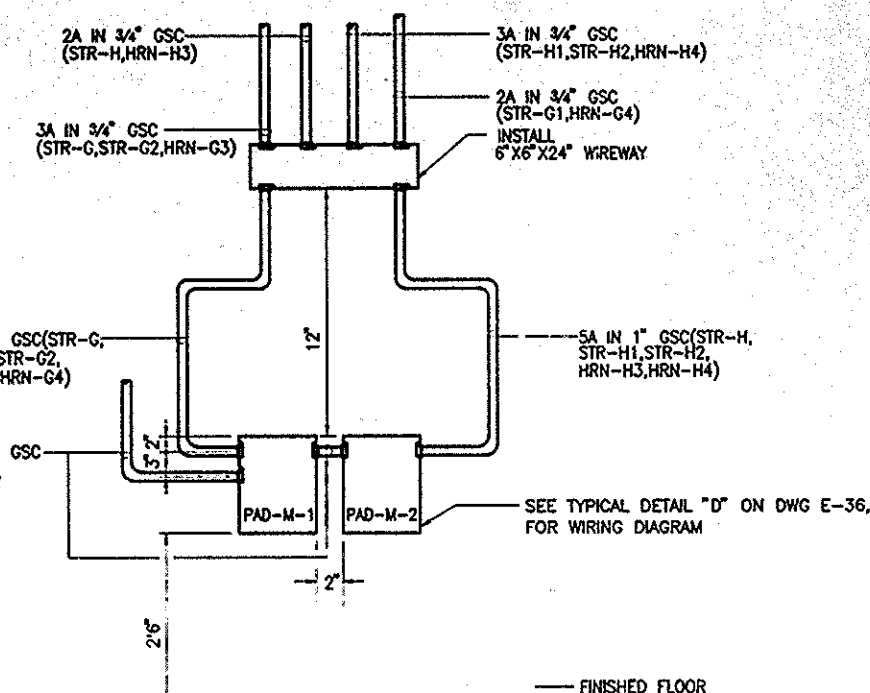 2A IN 3/4" GSC
(STR-H,HRN-H3)
3A IN 3/4" GSC
(STR-H1,STR-H2,HRN-H4)
2A IN 3/4" GSC
(STR-G1,HRN-G4)
3A IN 3/4" GSC
(STR-G,STR-G2,HRN-G3)
INSTALL
6"X6"X24" WIREWAY
12"
GSC(STR-G,
STR-G2,
HRN-G4)
5A IN 1" GSC(STR-H,
STR-H1,STR-H2,
HRN-H3,HRN-H4)
GSC
2"
3"
PAD-M-1
PAD-M-2
SEE TYPICAL DETAIL "D" ON DWG E-36,
FOR WIRING DIAGRAM
2"
2'6"
FINISHED FLOOR